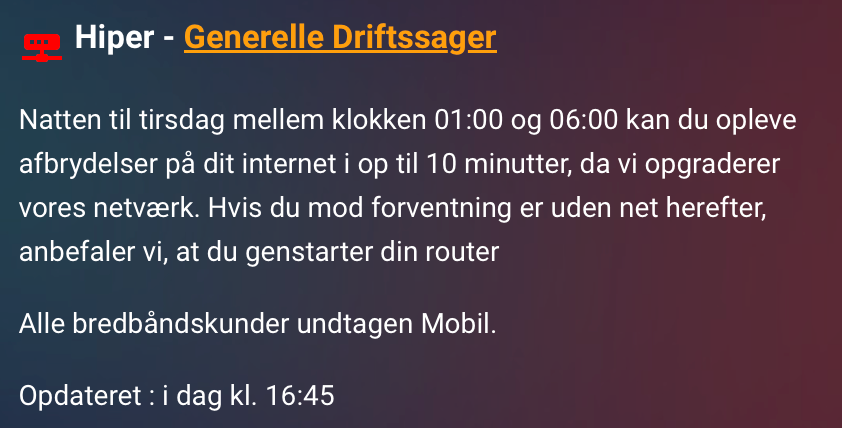 Hiper - Generelle Driftssager
Natten til tirsdag mellem klokken 01:00 og 06:00 kan du opleve
afbrydelser på dit internet i op til 10 minutter, da vi opgraderer
vores netværk. Hvis du mod forventning er uden net herefter,
anbefaler vi, at du genstarter din router
Alle bredbåndskunder undtagen Mobil.
Opdateret : i dag kl. 16:45